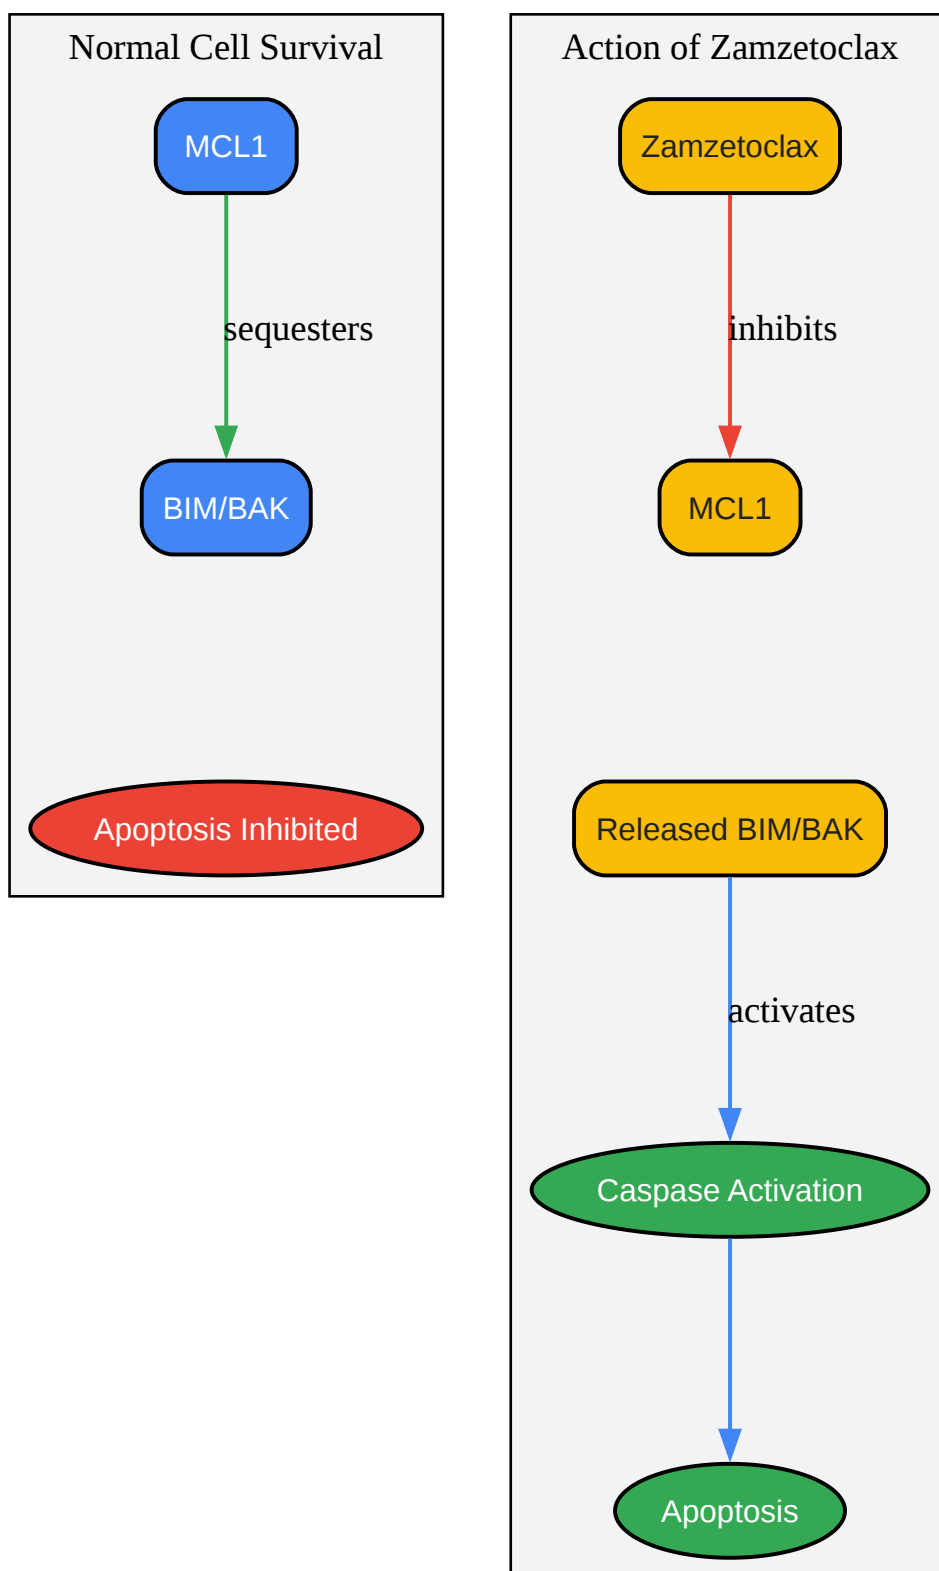 Normal Cell Survival
MCL1
sequesters
BIM/BAK
Apoptosis Inhibited
Action of Zamzetoclax
Zamzetoclax
inhibits
MCL1
Released BIM/BAK
activates
Caspase Activation
Apoptosis